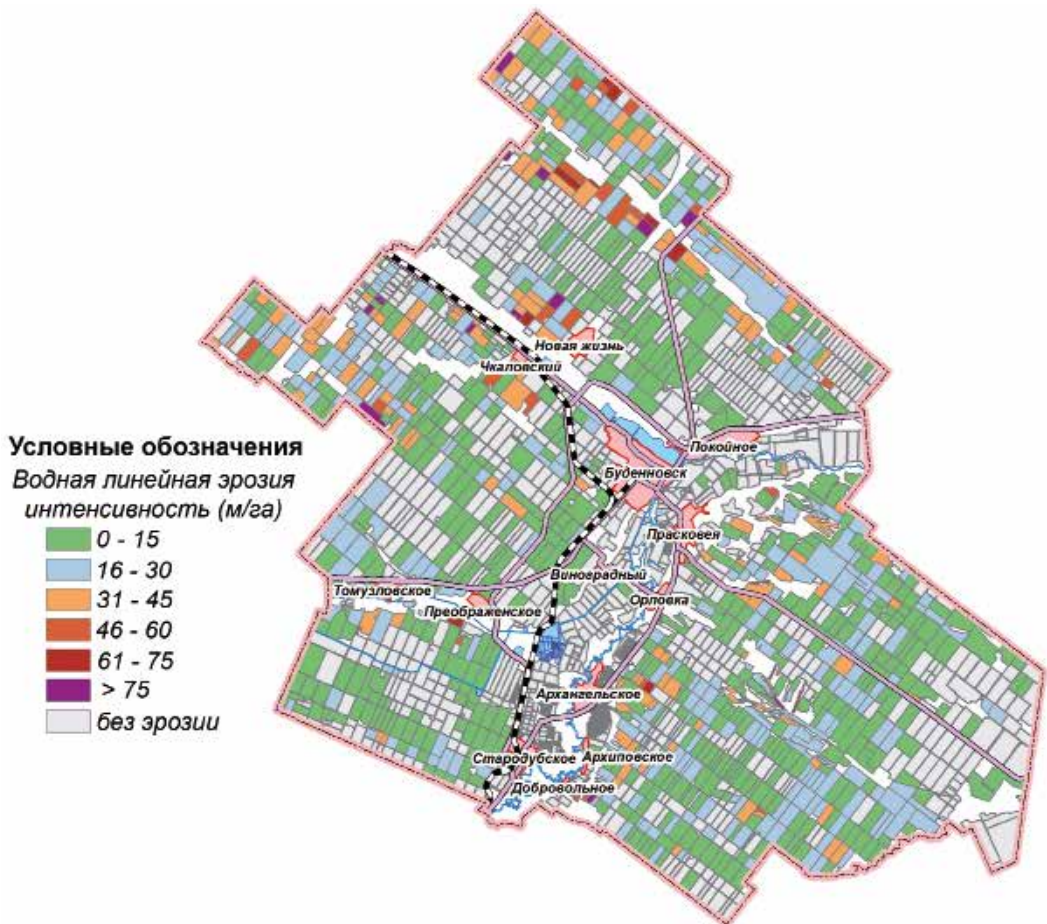 Новая жизнь
Чкаловский
Условные обозначения
Водная линейная эрозия
интенсивность (м/га)
0 - 15
16 - 30
31 - 45
46 - 60
61 - 75
> 75
без эрозии
Покойное
Буденновск
Прасковея
Виноградный
Томузловское
Орловка
Преображенское
Архангельское
Стародубское
Архиповское
Добровольное